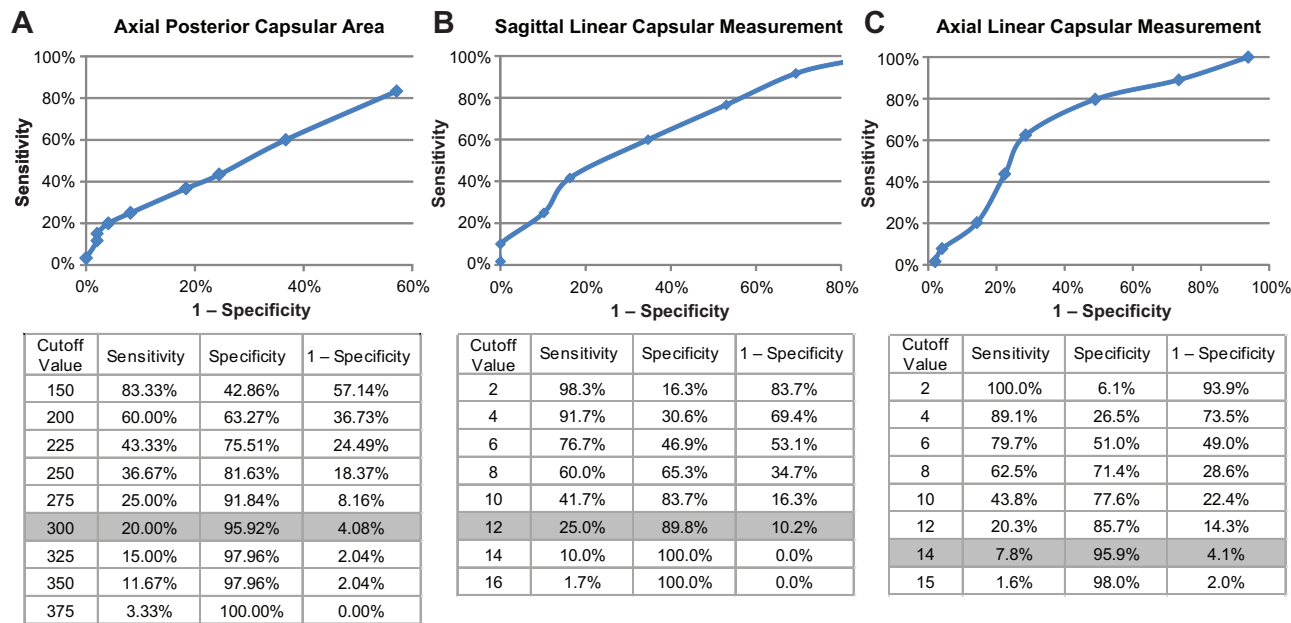 A Axial Posterior Capsular Area
100%
80%
60%
40%
20%
0%
Sensitivity
0% 20% 40% 60%
1 – Specificity
Cutoff Value Sensitivity Specificity 1 – Specificity
150 83.33% 42.86% 57.14%
200 60.00% 63.27% 36.73%
225 43.33% 75.51% 24.49%
250 36.67% 81.63% 18.37%
275 25.00% 91.84% 8.16%
300 20.00% 95.92% 4.08%
325 15.00% 97.96% 2.04%
350 11.67% 97.96% 2.04%
375 3.33% 100.00% 0.00%
B Sagittal Linear Capsular Measurement
100%
80%
60%
40%
20%
0%
Sensitivity
0% 20% 40% 60% 80%
1 – Specificity
Cutoff Value Sensitivity Specificity 1 – Specificity
2 98.3% 16.3% 83.7%
4 91.7% 30.6% 69.4%
6 76.7% 46.9% 53.1%
8 60.0% 65.3% 34.7%
10 41.7% 83.7% 16.3%
12 25.0% 89.8% 10.2%
14 10.0% 100.0% 0.0%
16 1.7% 100.0% 0.0%
C Axial Linear Capsular Measurement
100%
80%
60%
40%
20%
0%
Sensitivity
0% 20% 40% 60% 80% 100%
1 – Specificity
Cutoff Value Sensitivity Specificity 1 – Specificity
2 100.0% 6.1% 93.9%
4 89.1% 26.5% 73.5%
6 79.7% 51.0% 49.0%
8 62.5% 71.4% 28.6%
10 43.8% 77.6% 22.4%
12 20.3% 85.7% 14.3%
14 7.8% 95.9% 4.1%
15 1.6% 98.0% 2.0%